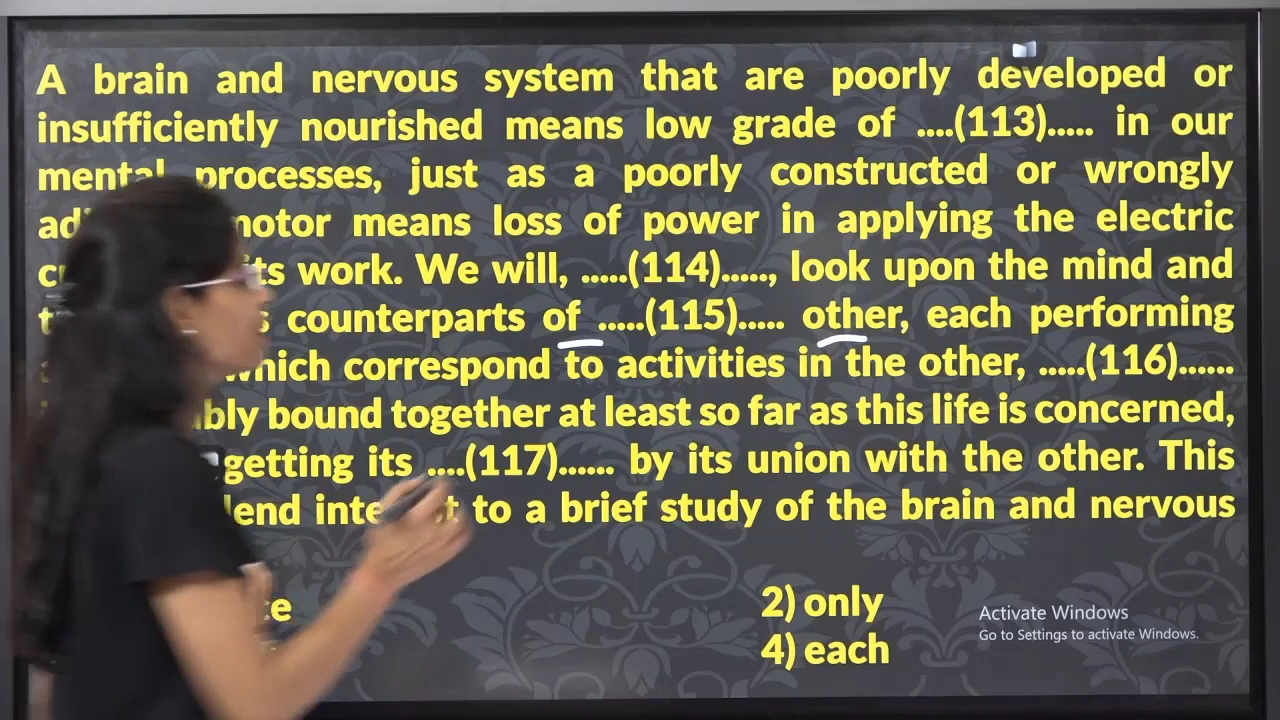 A brain and nervous system that are poorly developed or
insufficiently nourished means low grade of ....(113)..... in our
mental processes, just as a poorly constructed or wrongly
motor means loss of power in applying the electric
its work. We will, .....(114)....., look upon the mind and
counterparts of .....(115)..... other, each performing
which correspond to activities in the other, .....(116)......
bound together at least so far as this life is concerned,
getting its ....(117)...... by its union with the other. This
lend interest to a brief study of the brain and nervous
2) only
4) each
Activate Windows
Go to Settings to activate Windows.